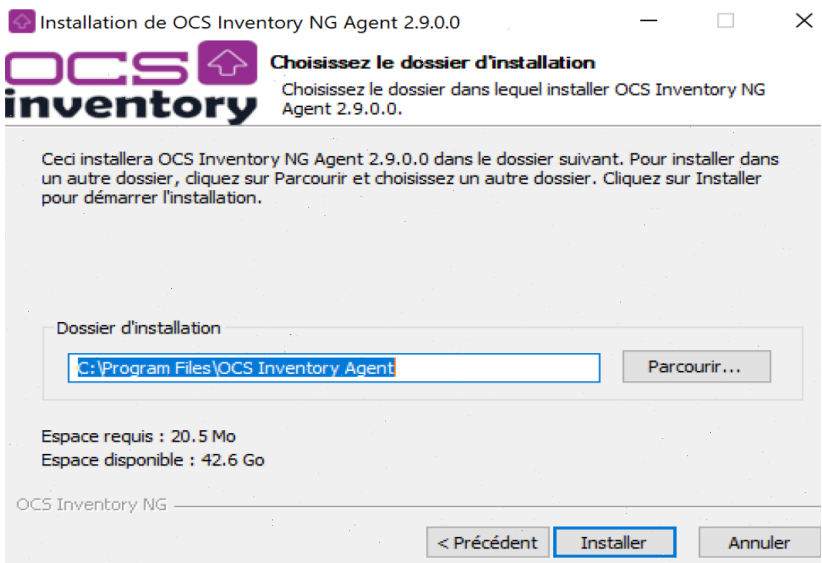 Installation de OCS Inventory NG Agent 2.9.0.0
OCS
inventory
Choisissez le dossier d'installation
Choisissez le dossier dans lequel installer OCS Inventory NG
Agent 2.9.0.0.
Ceci installera OCS Inventory NG Agent 2.9.0.0 dans le dossier suivant. Pour installer dans
un autre dossier, cliquez sur Parcourir et choisissez un autre dossier. Cliquez sur Installer
pour démarrer l'installation.
Dossier d'installation
C:\Program Files\OCS Inventory Agent
Parcourir...
Espace requis : 20.5 Mo
Espace disponible : 42.6 Go
OCS Inventory NG
< Précédent
Installer
Annuler